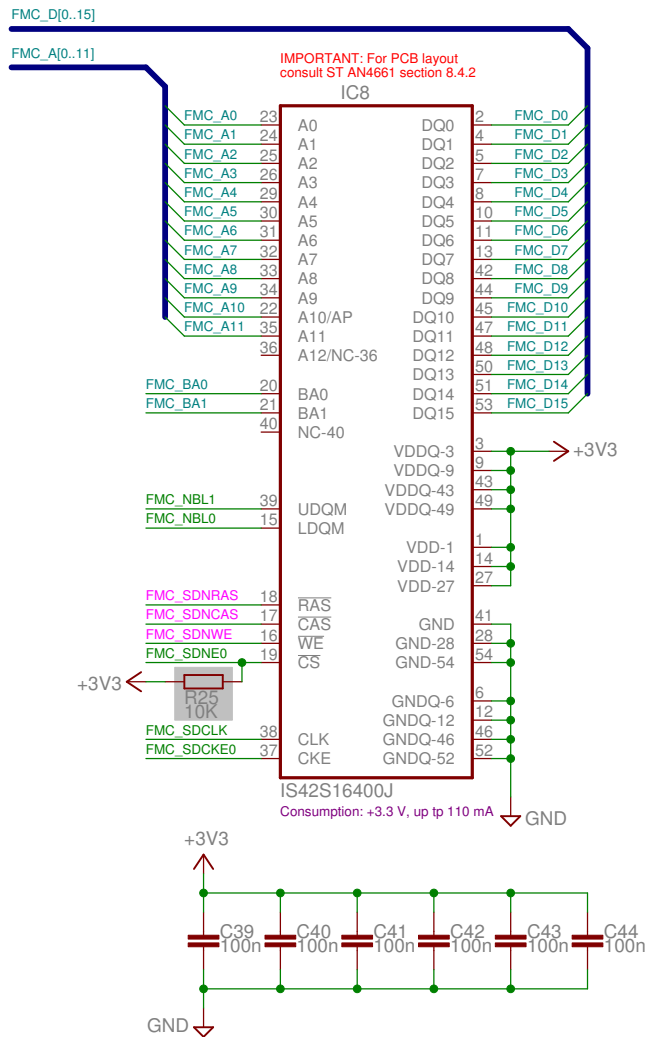 FMC_D[0..15]
FMC_A[0..11]
IMPORTANT: For PCB layout
consult ST AN4661 section 8.4.2
IC8
FMC_A0 23 A0 DQ0 2 FMC_D0
FMC_A1 24 A1 DQ1 4 FMC_D1
FMC_A2 25 A2 DQ2 5 FMC_D2
FMC_A3 26 A3 DQ3 7 FMC_D3
FMC_A4 29 A4 DQ4 8 FMC_D4
FMC_A5 30 A5 DQ5 10 FMC_D5
FMC_A6 31 A6 DQ6 11 FMC_D6
FMC_A7 32 A7 DQ7 13 FMC_D7
FMC_A8 33 A8 DQ8 42 FMC_D8
FMC_A9 34 A9 DQ9 44 FMC_D9
FMC_A10 22 A10/AP DQ10 45 FMC_D10
FMC_A11 35 A11 DQ11 47 FMC_D11
36 A12/NC-36 DQ12 48 FMC_D12
DQ13 50 FMC_D13
FMC_BA0 20 BA0 DQ14 51 FMC_D14
FMC_BA1 21 BA1 DQ15 53 FMC_D15
40 NC-40
VDDQ-3 3 +3V3
VDDQ-9 9
VDDQ-43 43
FMC_NBL1 39 UDQM VDDQ-49 49
FMC_NBL0 15 LDQM
VDD-1 1
VDD-14 14
VDD-27 27
FMC_SDNRAS 18 RAS
FMC_SDNCAS 17 CAS GND 41
FMC_SDNWE 16 WE GND-28 28
FMC_SDNE0 19 CS GND-54 54
+3V3
R25
10K
GNDQ-6 6
GNDQ-12 12
FMC_SDCLK 38 CLK GNDQ-46 46
FMC_SDCKE0 37 CKE GNDQ-52 52
IS42S16400J
Consumption: +3.3 V, up tp 110 mA
GND
+3V3
C39 C40 C41 C42 C43 C44
100n 100n 100n 100n 100n 100n
GND